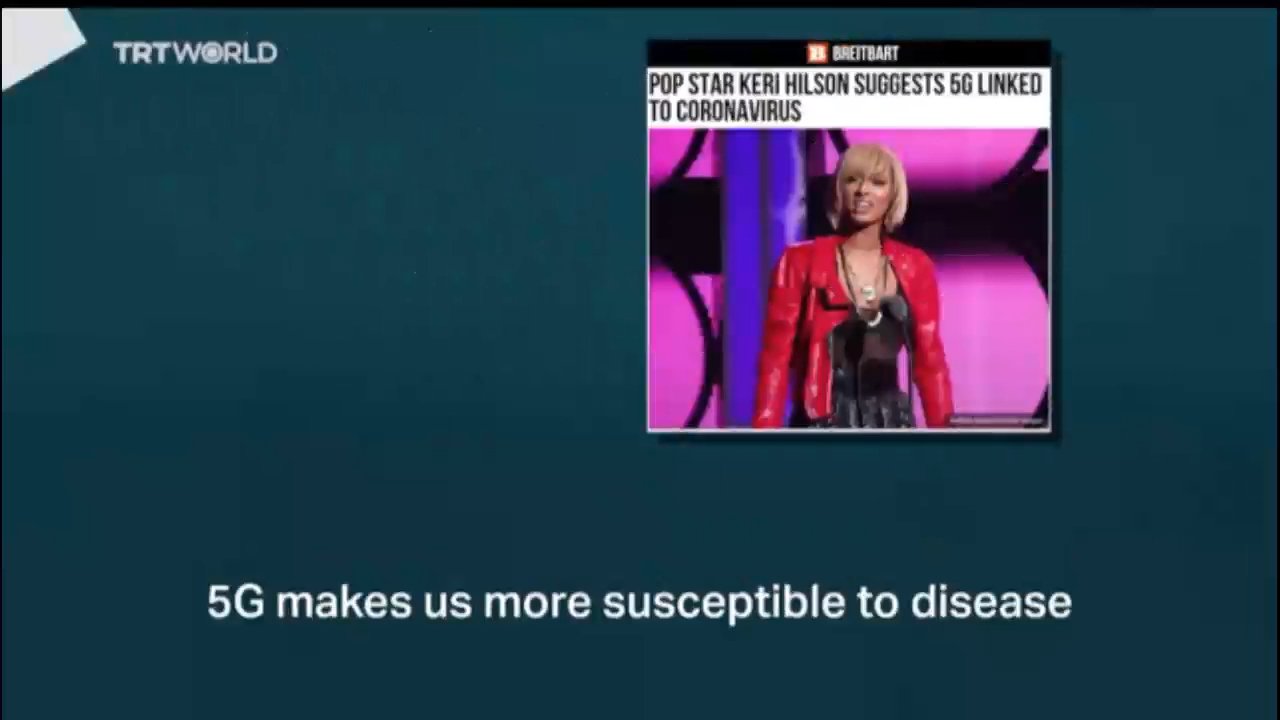 TRTWORLD
BREITBART
POP STAR KERI HILSON SUGGESTS 5G LINKED
TO CORONAVIRUS
5G makes us more susceptible to disease